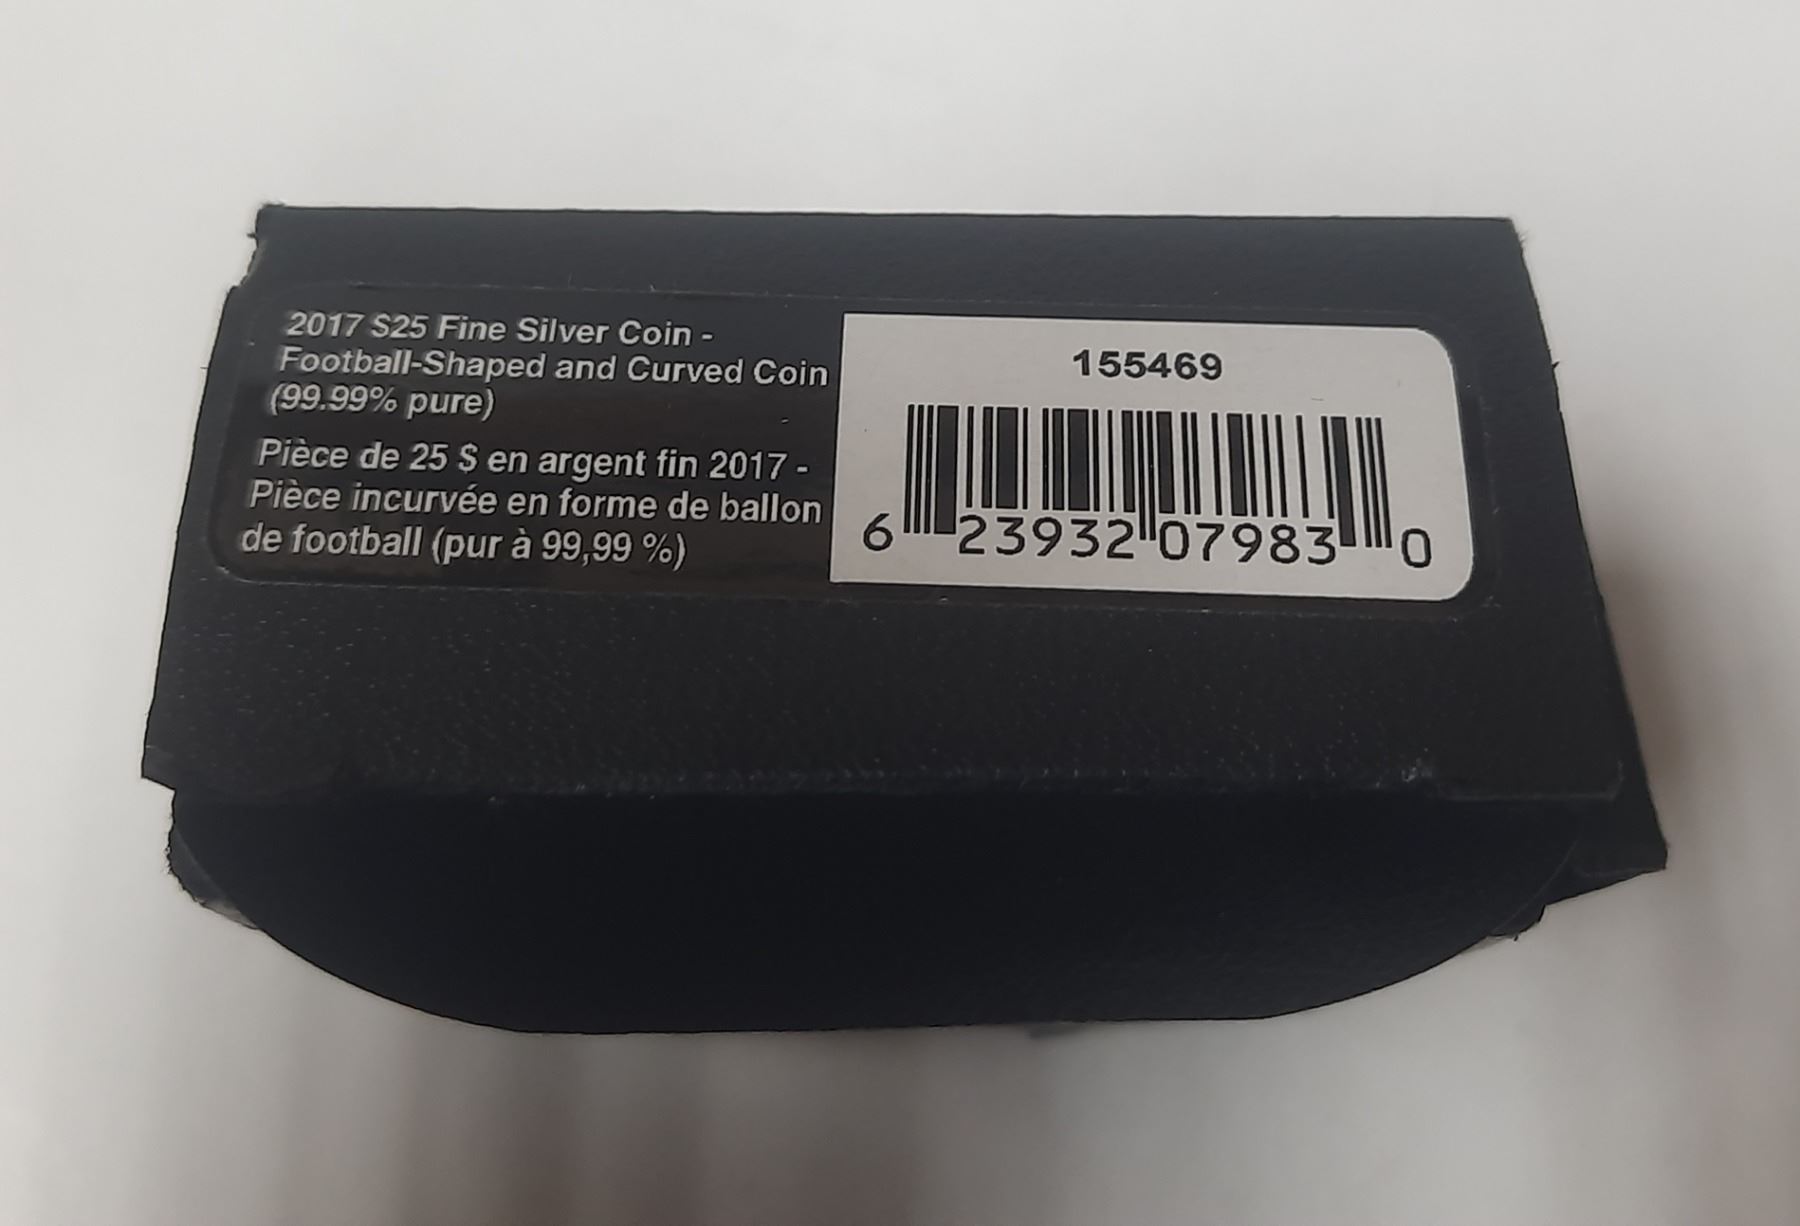 2017 $25 Fine Silver Coin -
Football-Shaped and Curved Coin
(99.99% pure)
Pièce de 25 $ en argent fin 2017 -
Pièce incurvée en forme de ballon
de football (pur à 99,99 %)
155469
6 23932 07983 0